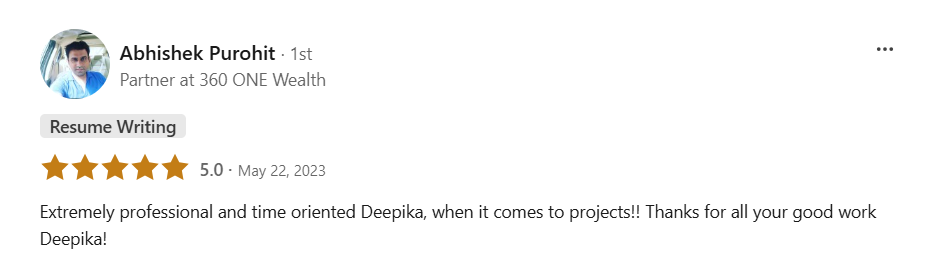 Abhishek Purohit · 1st
Partner at 360 ONE Wealth
Resume Writing
5.0 · May 22, 2023
Extremely professional and time oriented Deepika, when it comes to projects!! Thanks for all your good work
Deepika!